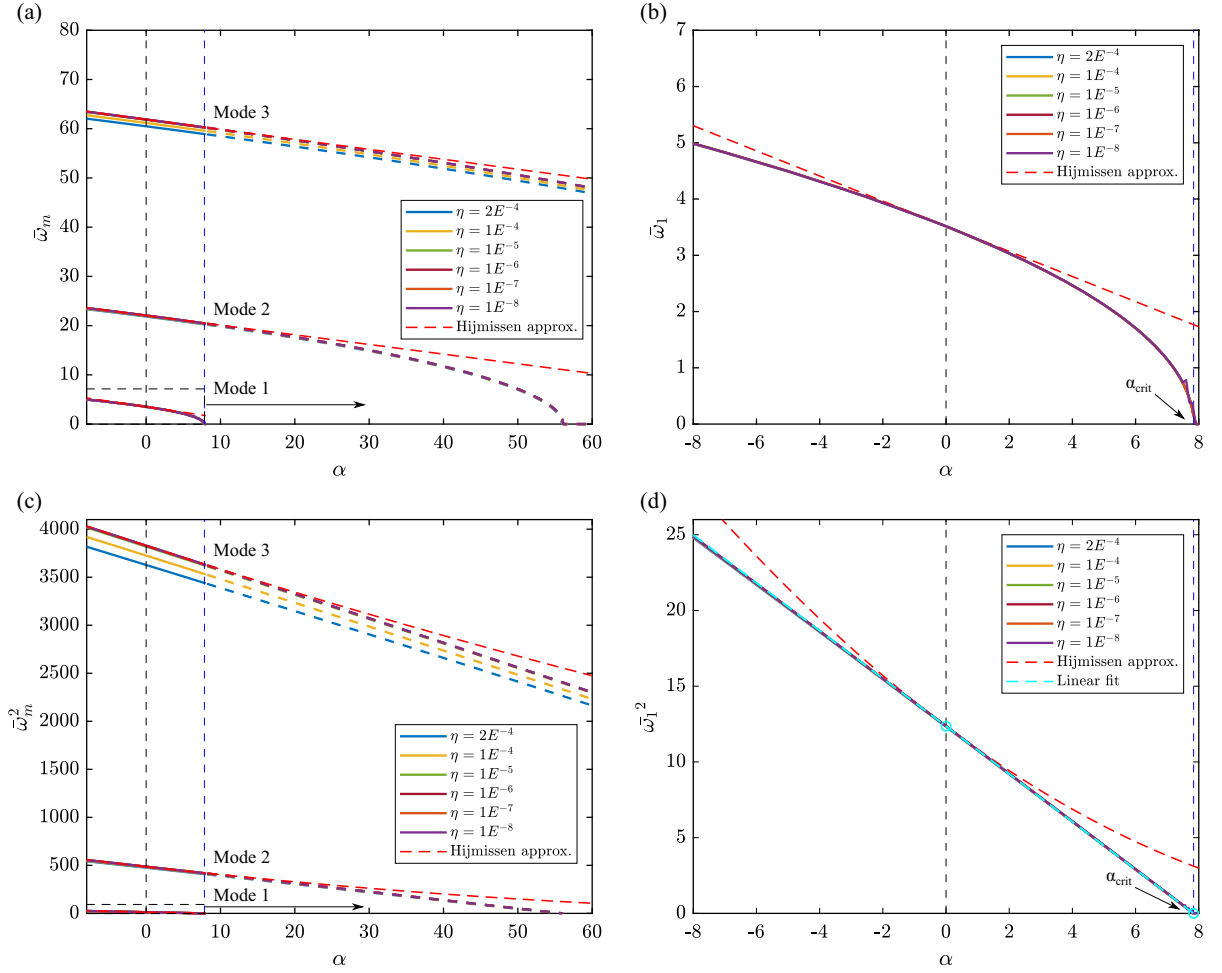 (a)
80
70
60
50
40
30
20
10
0
0
10
20
30
40
50
60
α
ω̄ₘ
Mode 3
Mode 2
Mode 1
η = 2E⁻⁴
η = 1E⁻⁴
η = 1E⁻⁵
η = 1E⁻⁶
η = 1E⁻⁷
η = 1E⁻⁸
Hijmissen approx.
(b)
7
6
5
4
3
2
1
0
-8
-6
-4
-2
0
2
4
6
8
α
ω̄₁
η = 2E⁻⁴
η = 1E⁻⁴
η = 1E⁻⁵
η = 1E⁻⁶
η = 1E⁻⁷
η = 1E⁻⁸
Hijmissen approx.
α_crit
(c)
4000
3500
3000
2500
2000
1500
1000
500
0
0
10
20
30
40
50
60
α
ω̄ₘ²
Mode 3
Mode 2
Mode 1
η = 2E⁻⁴
η = 1E⁻⁴
η = 1E⁻⁵
η = 1E⁻⁶
η = 1E⁻⁷
η = 1E⁻⁸
Hijmissen approx.
(d)
25
20
15
10
5
0
-8
-6
-4
-2
0
2
4
6
8
α
ω̄₁²
η = 2E⁻⁴
η = 1E⁻⁴
η = 1E⁻⁵
η = 1E⁻⁶
η = 1E⁻⁷
η = 1E⁻⁸
Hijmissen approx.
Linear fit
α_crit